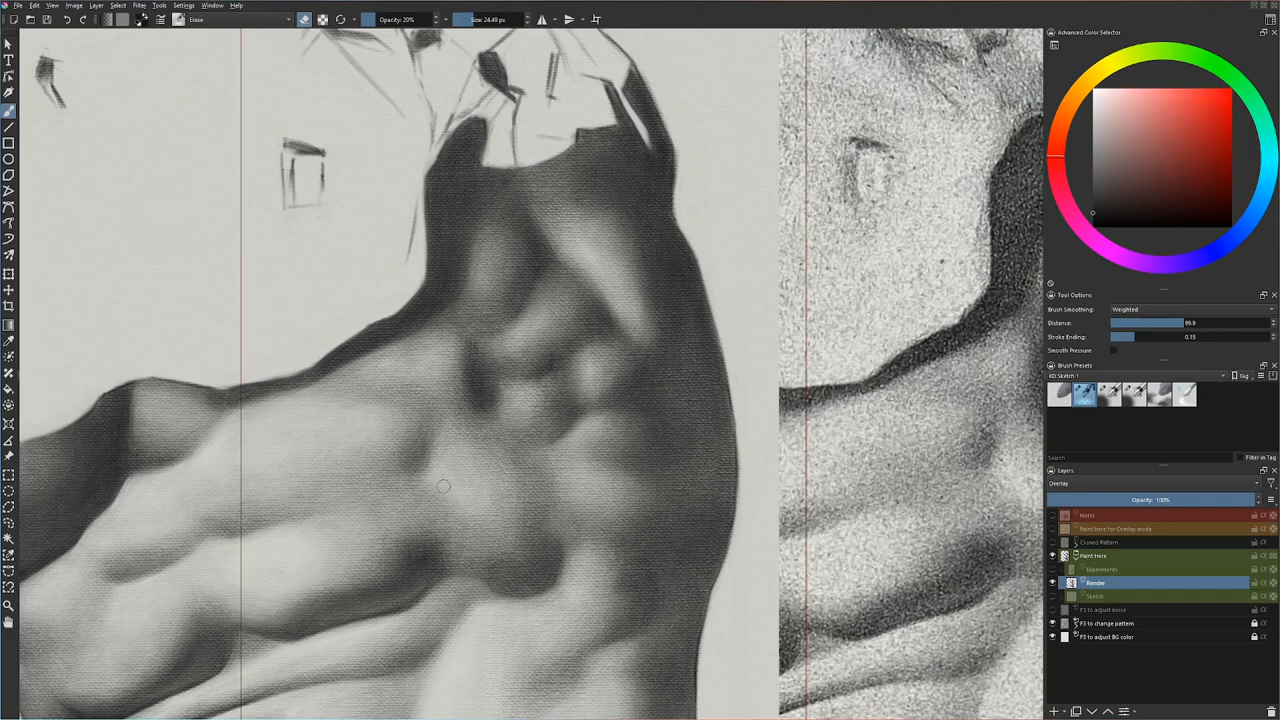 File Edit View Image Layer Select Filter Tools Settings Window Help
Erase
Opacity: 20%
Size: 24.49 px
Advanced Color Selector
Tool Options
Brush Smoothing: Weighted
Distance: 99.9
Stroke Ending: 0.15
Smooth Pressure:
Brush Presets
KD Sketch 1
Tag
Search
Filter in Tag
Layers
Overlay
Opacity: 100%
Notes
Paint here for Overlay mode
Cloned Pattern
Paint Here
Experiments
Render
Sketch
F3 to adjust noise
F3 to change pattern
F3 to adjust BG color